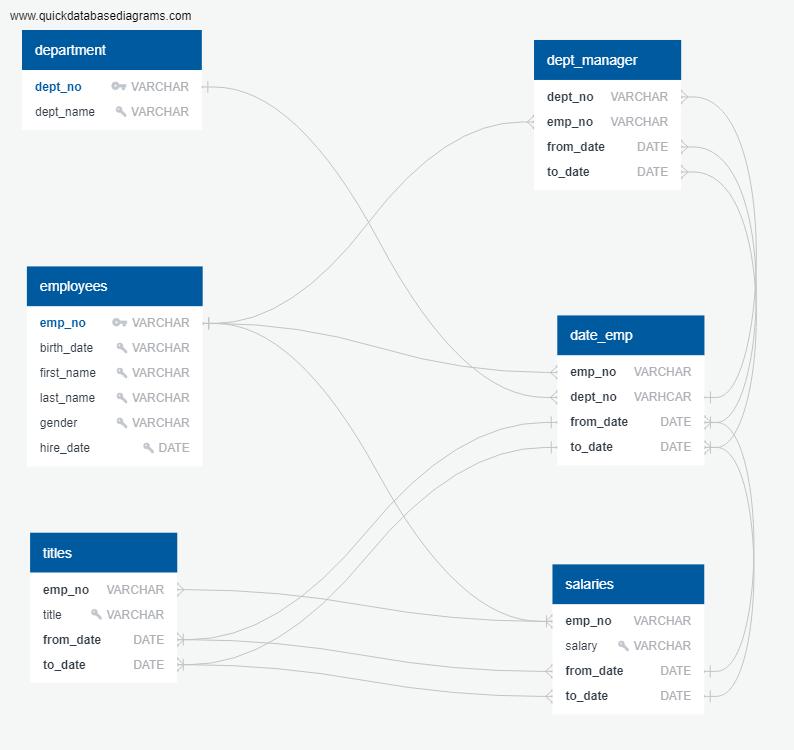 www.quickdatabasediagrams.com
department
dept_no VARCHAR
dept_name VARCHAR
dept_manager
dept_no VARCHAR
emp_no VARCHAR
from_date DATE
to_date DATE
employees
emp_no VARCHAR
birth_date VARCHAR
first_name VARCHAR
last_name VARCHAR
gender VARCHAR
hire_date DATE
date_emp
emp_no VARCHAR
dept_no VARHCAR
from_date DATE
to_date DATE
titles
emp_no VARCHAR
title VARCHAR
from_date DATE
to_date DATE
salaries
emp_no VARCHAR
salary VARCHAR
from_date DATE
to_date DATE